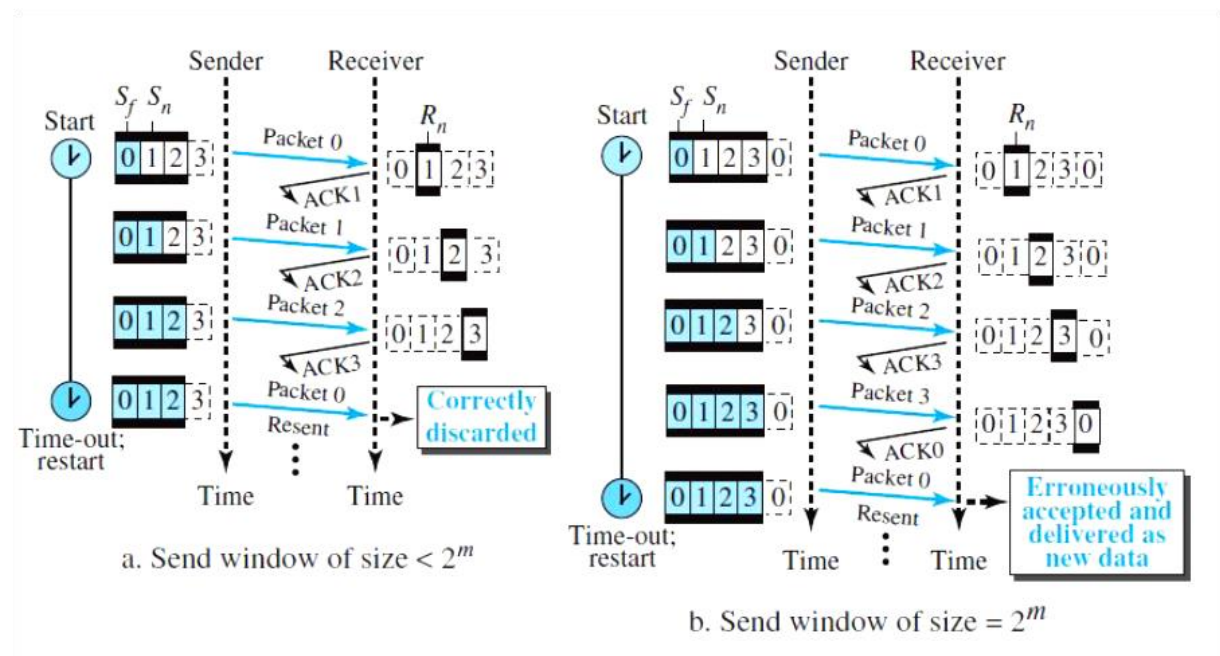 Sender Receiver
S_f S_n
Start
R_n
Packet 0
0 1 2 3
0 1 2 3
ACK1
Packet 1
0 1 2 3
0 1 2 3
ACK2
Packet 2
0 1 2 3
0 1 2 3
ACK3
Packet 0
0 1 2 3
Resent
Correctly
discarded
Time-out;
restart
Time Time
a. Send window of size < 2^m
Sender Receiver
S_f S_n
Start
R_n
Packet 0
0 1 2 3 0
0 1 2 3 0
ACK1
Packet 1
0 1 2 3 0
0 1 2 3 0
ACK2
Packet 2
0 1 2 3 0
0 1 2 3 0
ACK3
Packet 3
0 1 2 3 0
0 1 2 3 0
ACK0
Packet 0
0 1 2 3 0
Resent
Erroneously
accepted and
delivered as
new data
Time-out;
restart
Time Time
b. Send window of size = 2^m